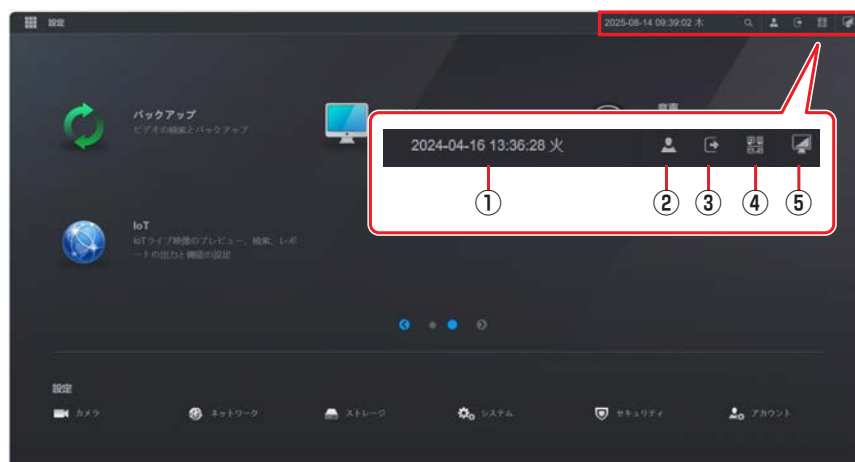 設定
2025-08-14 09:39:02 木
バックアップ
ビデオの検索とバックアップ
音声
2024-04-16 13:36:28 火
①
②
③
④
⑤
IoT
IoTライブ映像のプレビュー、検索、レポ
ートの出力と機能の設定
設定
カメラ
ネットワーク
ストレージ
システム
セキュリティ
アカウント